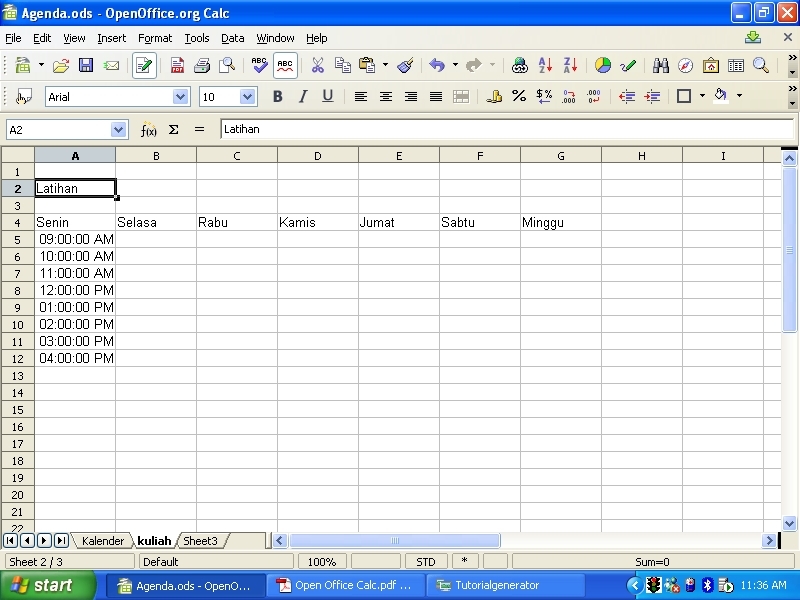 Agenda.ods - OpenOffice.org Calc
File Edit View Insert Format Tools Data Window Help
ABC ABC
Arial 10 B I U
A2 f(x) Σ = Latihan
A B C D E F G H I
1
2 Latihan
3
4 Senin Selasa Rabu Kamis Jumat Sabtu Minggu
5 09:00:00 AM
6 10:00:00 AM
7 11:00:00 AM
8 12:00:00 PM
9 01:00:00 PM
10 02:00:00 PM
11 03:00:00 PM
12 04:00:00 PM
13
14
15
16
17
18
19
20
21
22
Kalender kuliah Sheet3
Sheet 2 / 3 Default 100% STD * Sum=0
start Agenda.ods - OpenO... Open Office Calc.pdf ... Tutorialgenerator 11:36 AM